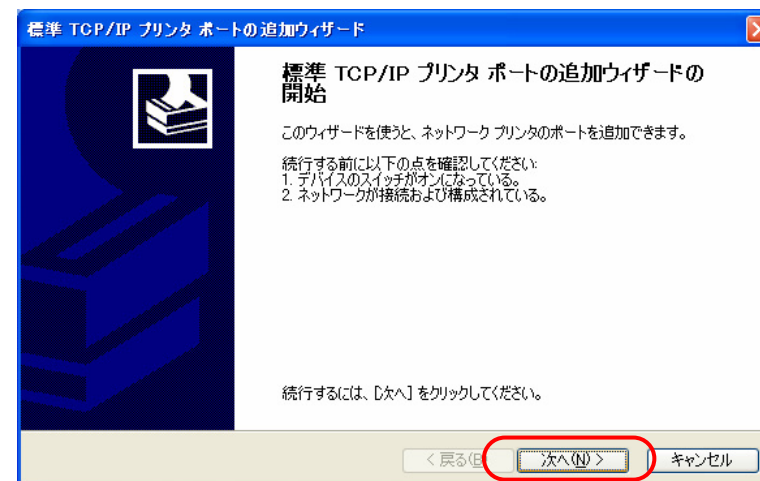 標準 TCP/IP プリンタ ポートの追加ウィザード
標準 TCP/IP プリンタ ポートの追加ウィザードの
開始
このウィザードを使うと、ネットワーク プリンタのポートを追加できます。
続行する前に以下の点を確認してください:
1. デバイスのスイッチがオンになっている。
2. ネットワークが接続および構成されている。
続行するには、[次へ] をクリックしてください。
< 戻る(B 次へ(N) > キャンセル